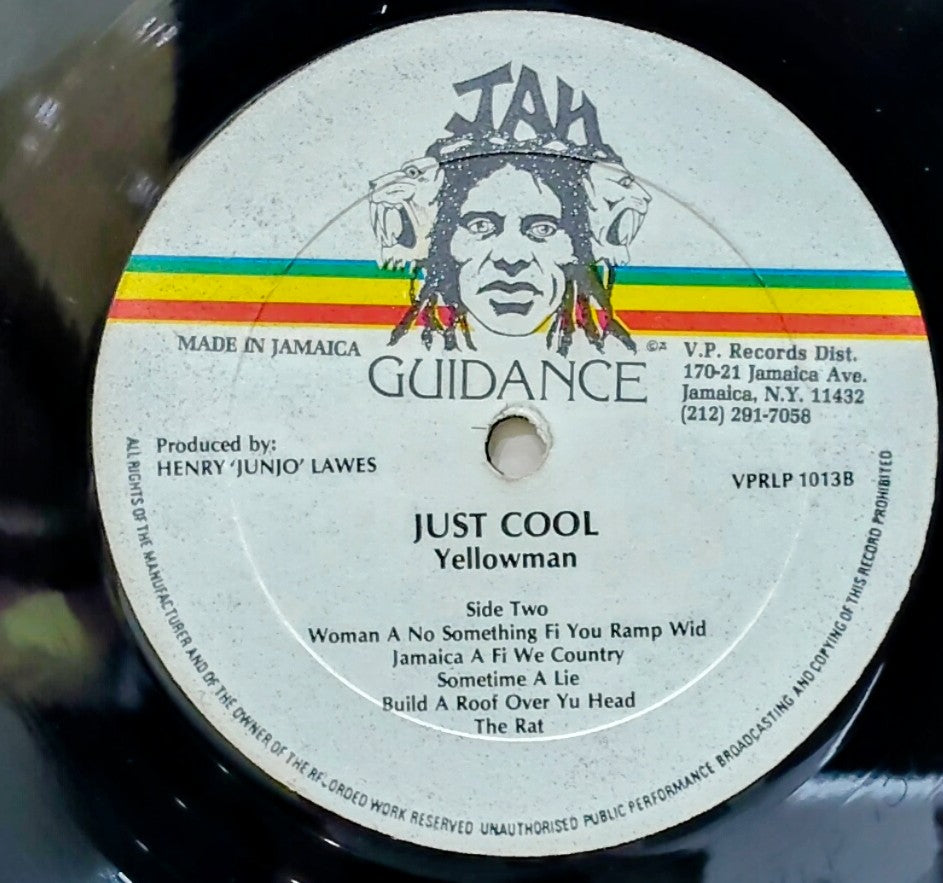 JAH
GUIDANCE
MADE IN JAMAICA
V.P. Records Dist.
170-21 Jamaica Ave.
Jamaica, N.Y. 11432
(212) 291-7058
Produced by:
HENRY 'JUNJO' LAWES
VPRLP 1013B
JUST COOL
Yellowman
Side Two
Woman A No Something Fi You Ramp Wid
Jamaica A Fi We Country
Sometime A Lie
Build A Roof Over Yu Head
The Rat
ALL RIGHTS OF THE MANUFACTURER AND OF THE OWNER OF THE RECORDED WORK RESERVED UNAUTHORISED PUBLIC PERFORMANCE BROADCASTING AND COPYING OF THIS RECORD PROHIBITED